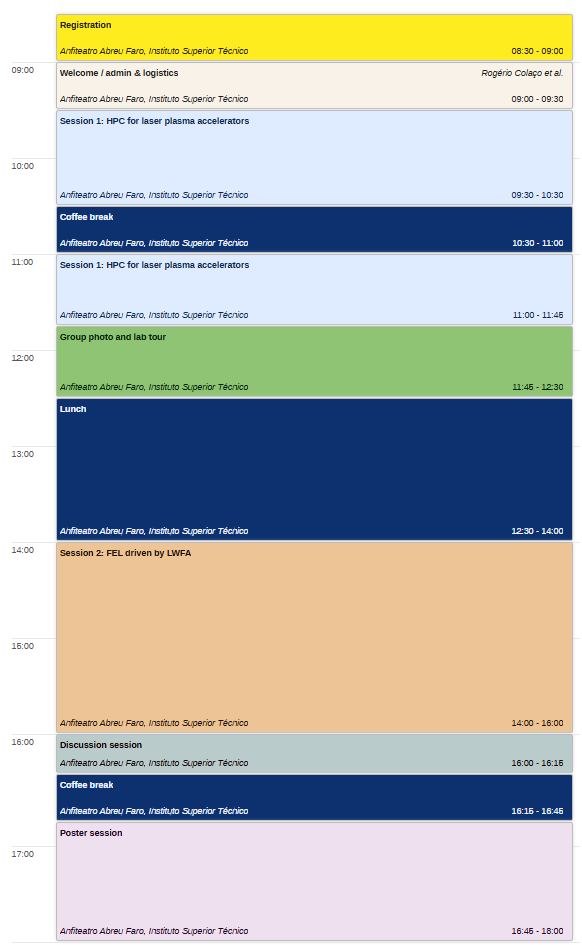 Registration
Anfiteatro Abreu Faro, Instituto Superior Técnico 08:30 - 09:00
09:00
Welcome / admin & logistics Rogério Colaço et al.
Anfiteatro Abreu Faro, Instituto Superior Técnico 09:00 - 09:30
Session 1: HPC for laser plasma accelerators
10:00
Anfiteatro Abreu Faro, Instituto Superior Técnico 09:30 - 10:30
Coffee break
Anfiteatro Abreu Faro, Instituto Superior Técnico 10:30 - 11:00
11:00
Session 1: HPC for laser plasma accelerators
Anfiteatro Abreu Faro, Instituto Superior Técnico 11:00 - 11:45
Group photo and lab tour
12:00
Anfiteatro Abreu Faro, Instituto Superior Técnico 11:45 - 12:30
Lunch
13:00
Anfiteatro Abreu Faro, Instituto Superior Técnico 12:30 - 14:00
14:00
Session 2: FEL driven by LWFA
15:00
Anfiteatro Abreu Faro, Instituto Superior Técnico 14:00 - 16:00
16:00
Discussion session
Anfiteatro Abreu Faro, Instituto Superior Técnico 16:00 - 16:15
Coffee break
Anfiteatro Abreu Faro, Instituto Superior Técnico 16:15 - 16:45
Poster session
17:00
Anfiteatro Abreu Faro, Instituto Superior Técnico 16:45 - 18:00